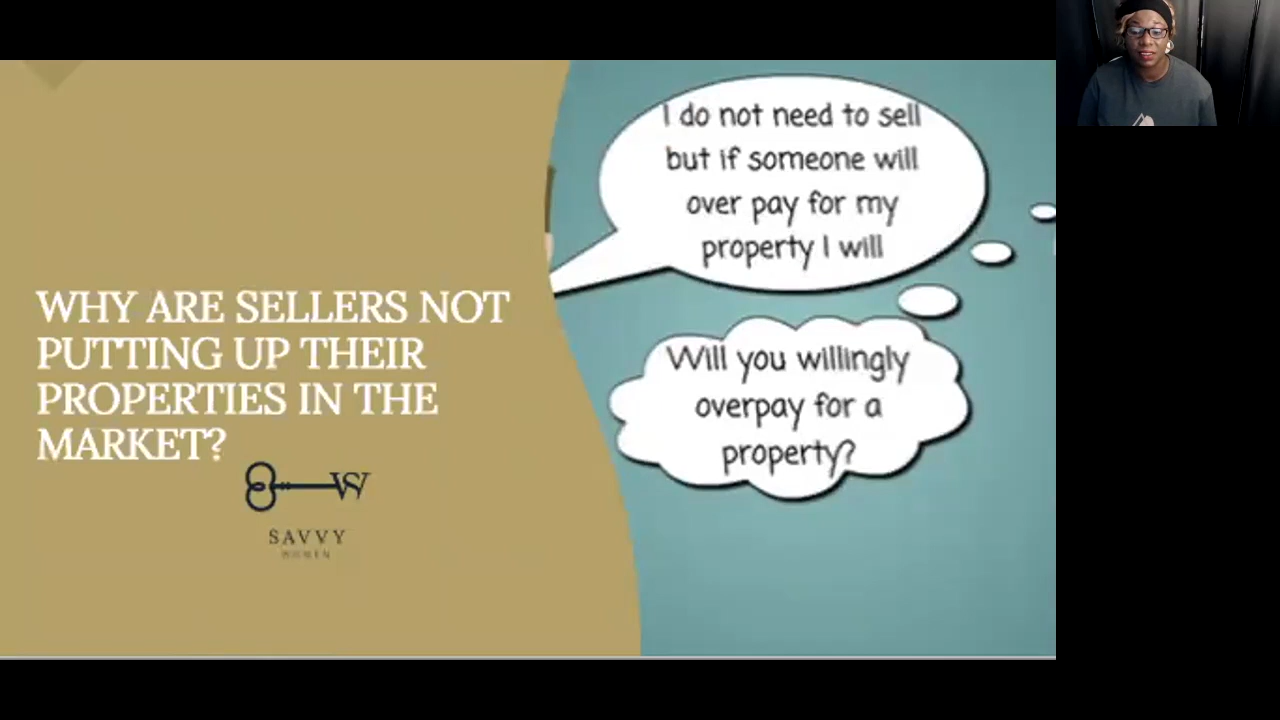 WHY ARE SELLERS NOT
PUTTING UP THEIR
PROPERTIES IN THE
MARKET?
SAVVY
WOMEN
I do not need to sell
but if someone will
over pay for my
property I will
Will you willingly
overpay for a
property?